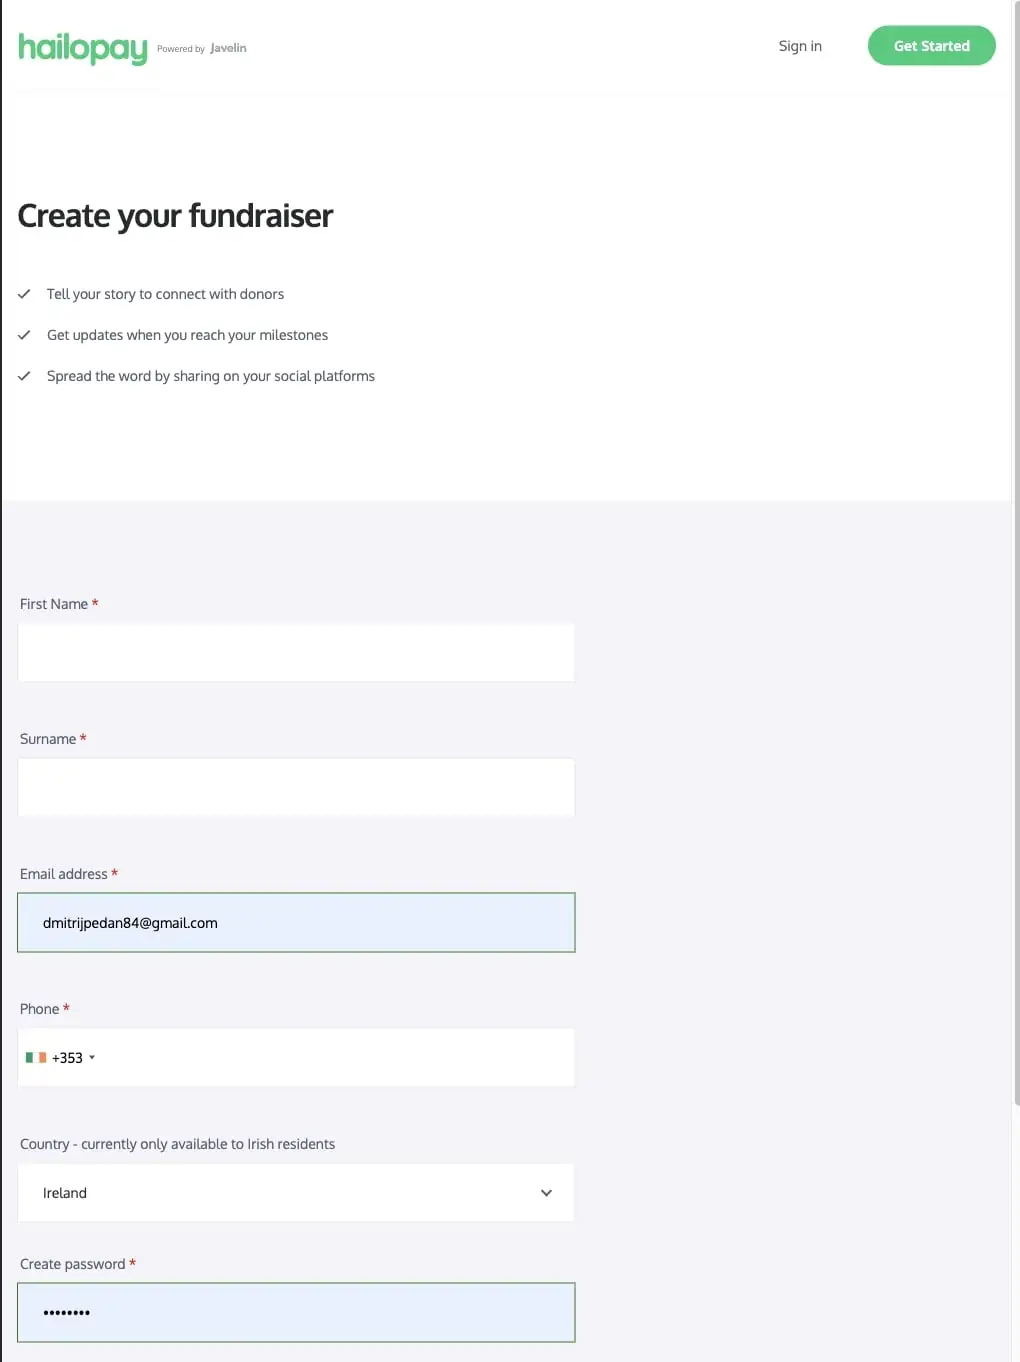 hailopay Powered by Javelin
Sign in
Get Started
Create your fundraiser
Tell your story to connect with donors
Get updates when you reach your milestones
Spread the word by sharing on your social platforms
First Name *
Surname *
Email address *
dmitrijpedan84@gmail.com
Phone *
+353
Country - currently only available to Irish residents
Ireland
Create password *
••••••••